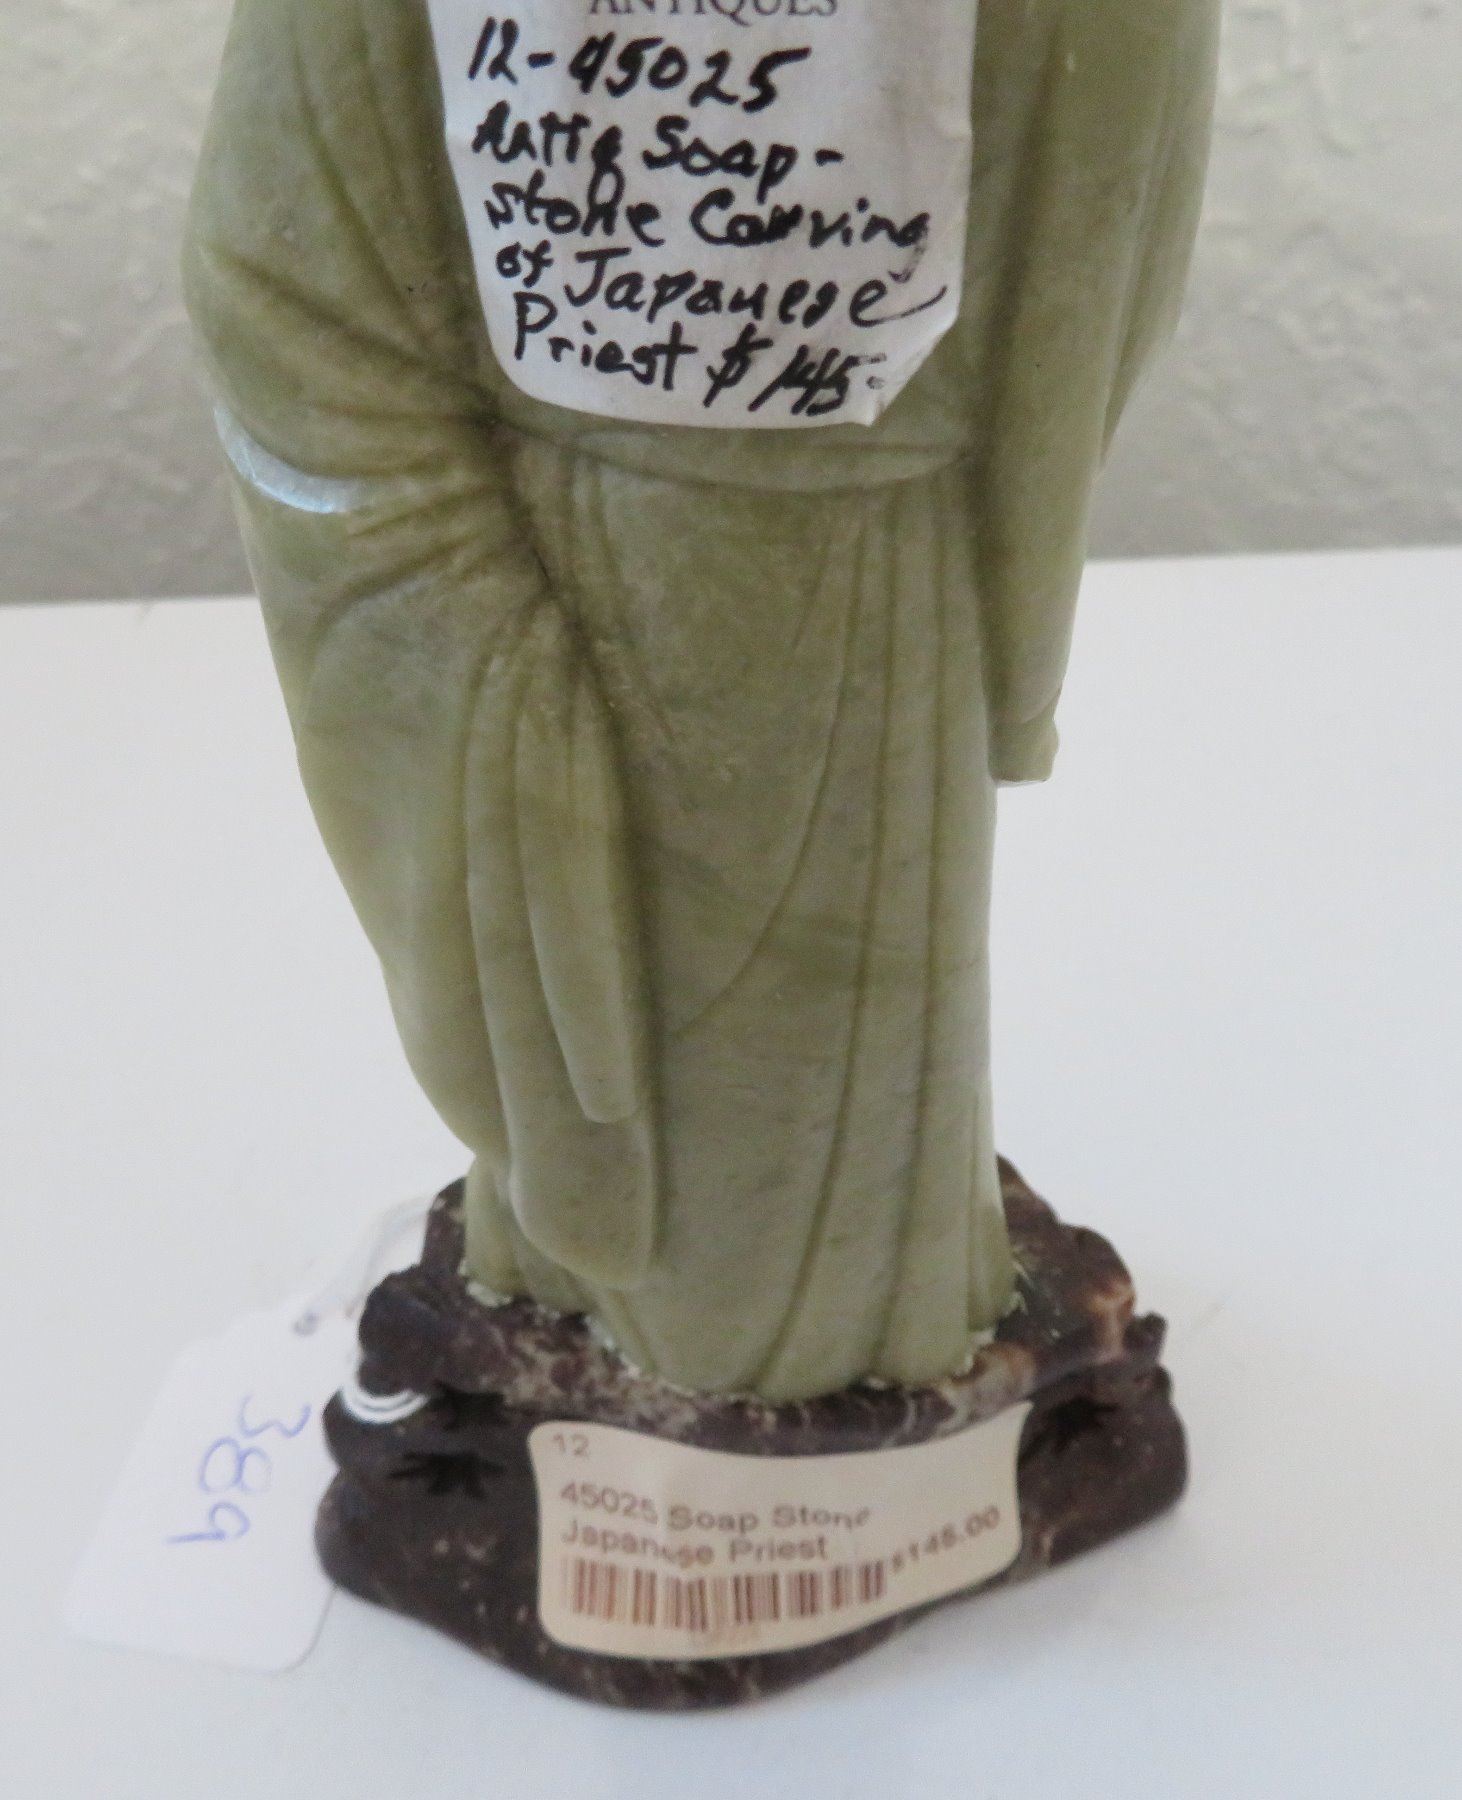 ANTIQUES
12-45025
Antiq Soap-
stone Carving
of Japanese
Priest $145.
12
45025 Soap Stone
Japanese Priest
$145.00
389